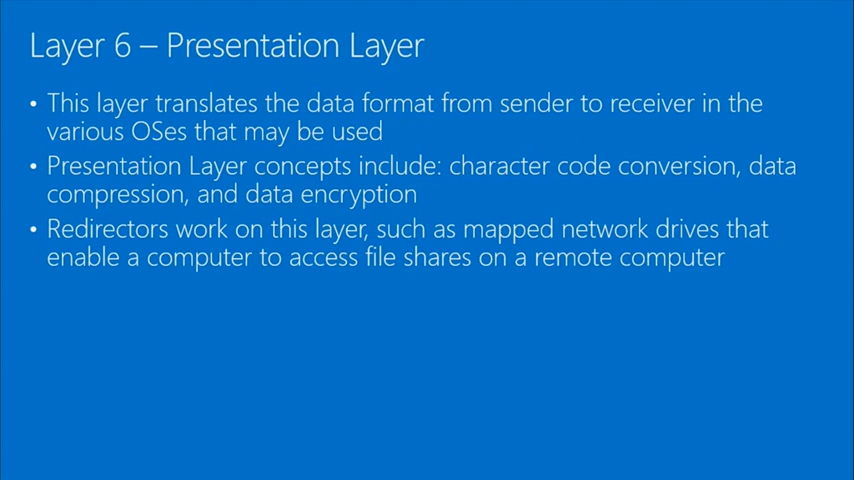 Layer 6 – Presentation Layer
• This layer translates the data format from sender to receiver in the
various OSes that may be used
• Presentation Layer concepts include: character code conversion, data
compression, and data encryption
• Redirectors work on this layer, such as mapped network drives that
enable a computer to access file shares on a remote computer